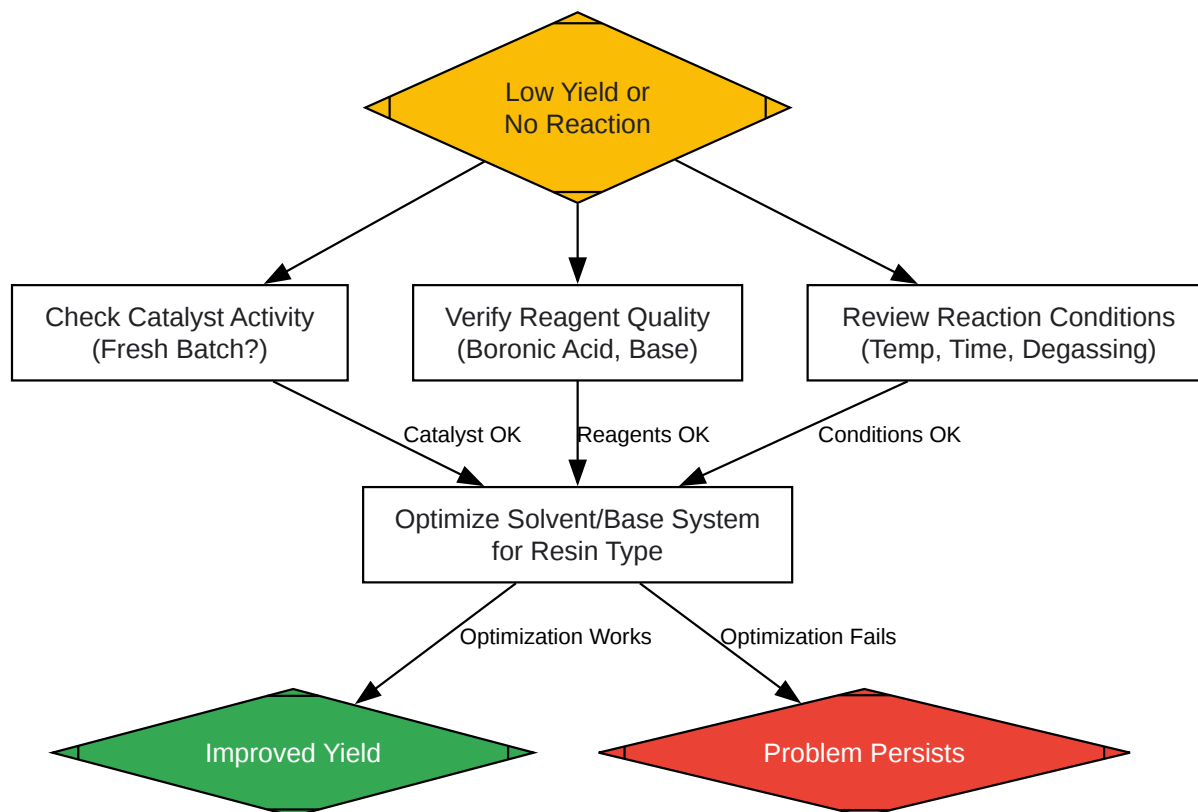 Low Yield or
No Reaction
Check Catalyst Activity
(Fresh Batch?)
Verify Reagent Quality
(Boronic Acid, Base)
Review Reaction Conditions
(Temp, Time, Degassing)
Catalyst OK
Reagents OK
Conditions OK
Optimize Solvent/Base System
for Resin Type
Optimization Works
Optimization Fails
Improved Yield
Problem Persists